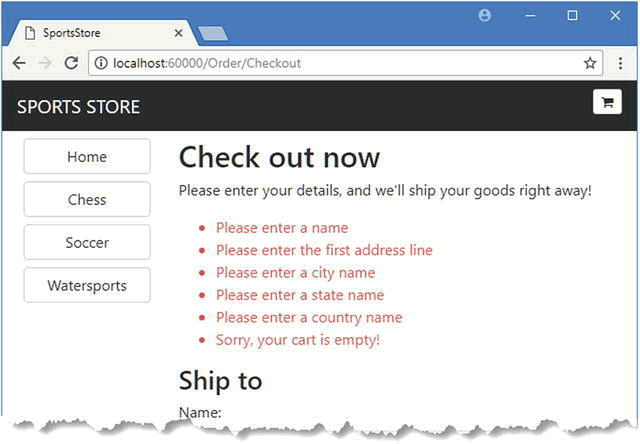 SportsStore
localhost:60000/Order/Checkout
SPORTS STORE
Home
Chess
Soccer
Watersports
Check out now
Please enter your details, and we'll ship your goods right away!
Please enter a name
Please enter the first address line
Please enter a city name
Please enter a state name
Please enter a country name
Sorry, your cart is empty!
Ship to
Name: